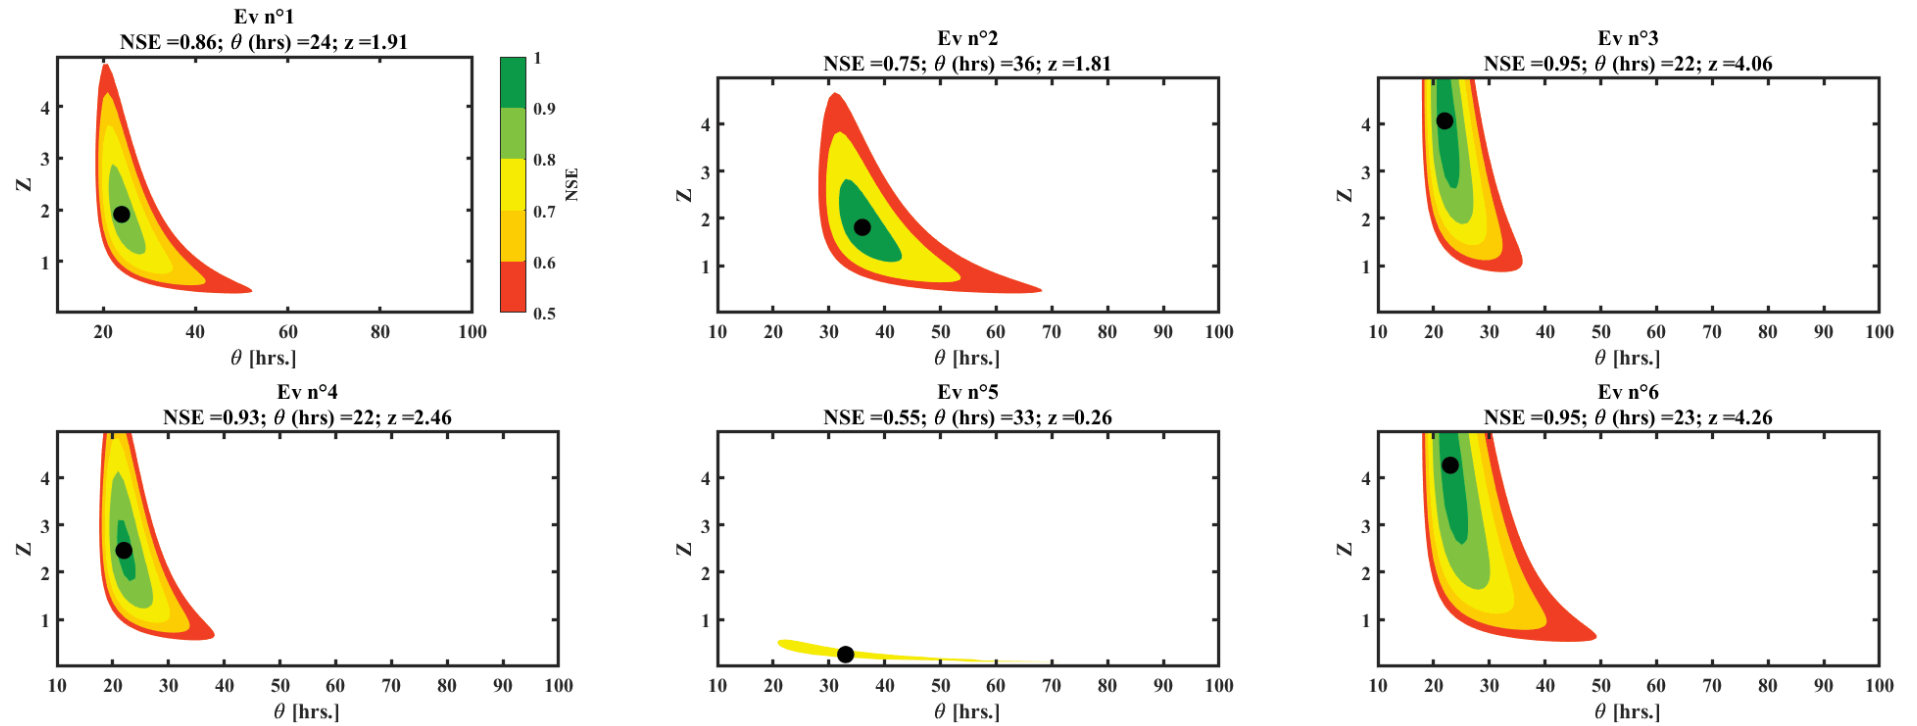 Ev n°1
NSE =0.86; θ (hrs) =24; z =1.91
Z
4
3
2
1
20
40
60
80
100
θ [hrs.]
1
0.9
0.8
0.7
0.6
0.5
NSE
Ev n°2
NSE =0.75; θ (hrs) =36; z =1.81
Z
4
3
2
1
10 20 30 40 50 60 70 80 90 100
θ [hrs.]
Ev n°3
NSE =0.95; θ (hrs) =22; z =4.06
Z
4
3
2
1
10 20 30 40 50 60 70 80 90 100
θ [hrs.]
Ev n°4
NSE =0.93; θ (hrs) =22; z =2.46
Z
4
3
2
1
10 20 30 40 50 60 70 80 90 100
θ [hrs.]
Ev n°5
NSE =0.55; θ (hrs) =33; z =0.26
Z
4
3
2
1
10 20 30 40 50 60 70 80 90 100
θ [hrs.]
Ev n°6
NSE =0.95; θ (hrs) =23; z =4.26
Z
4
3
2
1
10 20 30 40 50 60 70 80 90 100
θ [hrs.]